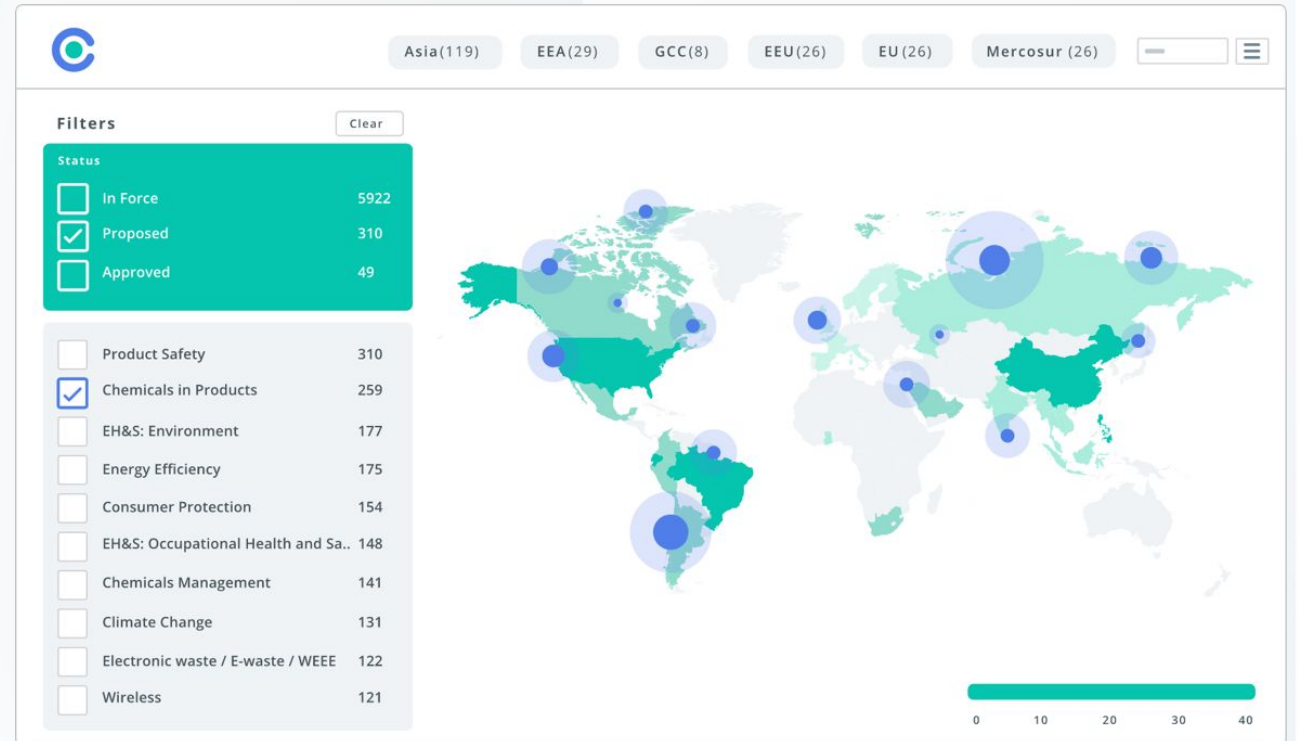 Asia(119) EEA(29) GCC(8) EEU(26) EU(26) Mercosur (26)
Filters Clear
Status
In Force 5922
Proposed 310
Approved 49
Product Safety 310
Chemicals in Products 259
EH&S: Environment 177
Energy Efficiency 175
Consumer Protection 154
EH&S: Occupational Health and Sa.. 148
Chemicals Management 141
Climate Change 131
Electronic waste / E-waste / WEEE 122
Wireless 121
0 10 20 30 40